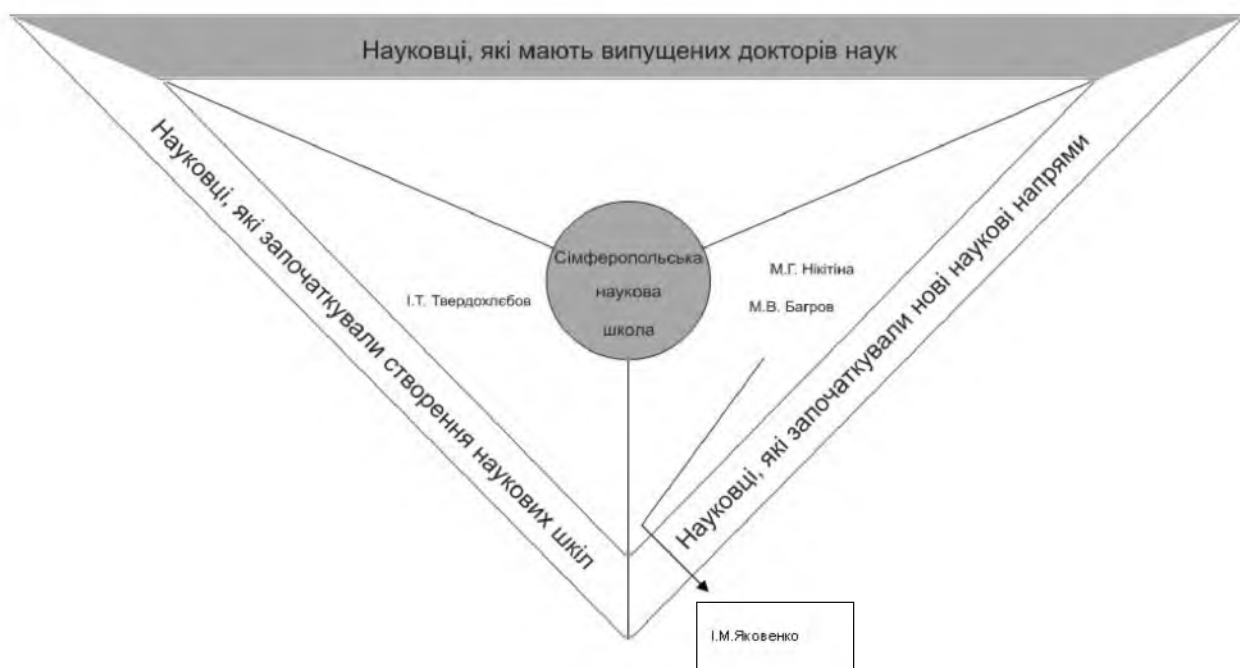 Науковці, які мають випущених докторів наук
Науковці, які започаткували створення наукових шкіл
Науковці, які започаткували нові наукові напрями
Сімферопольська
наукова
школа
І.Т. Твердохлєбов
М.Г. Нікітіна
М.В. Багров
І.М.Яковенко